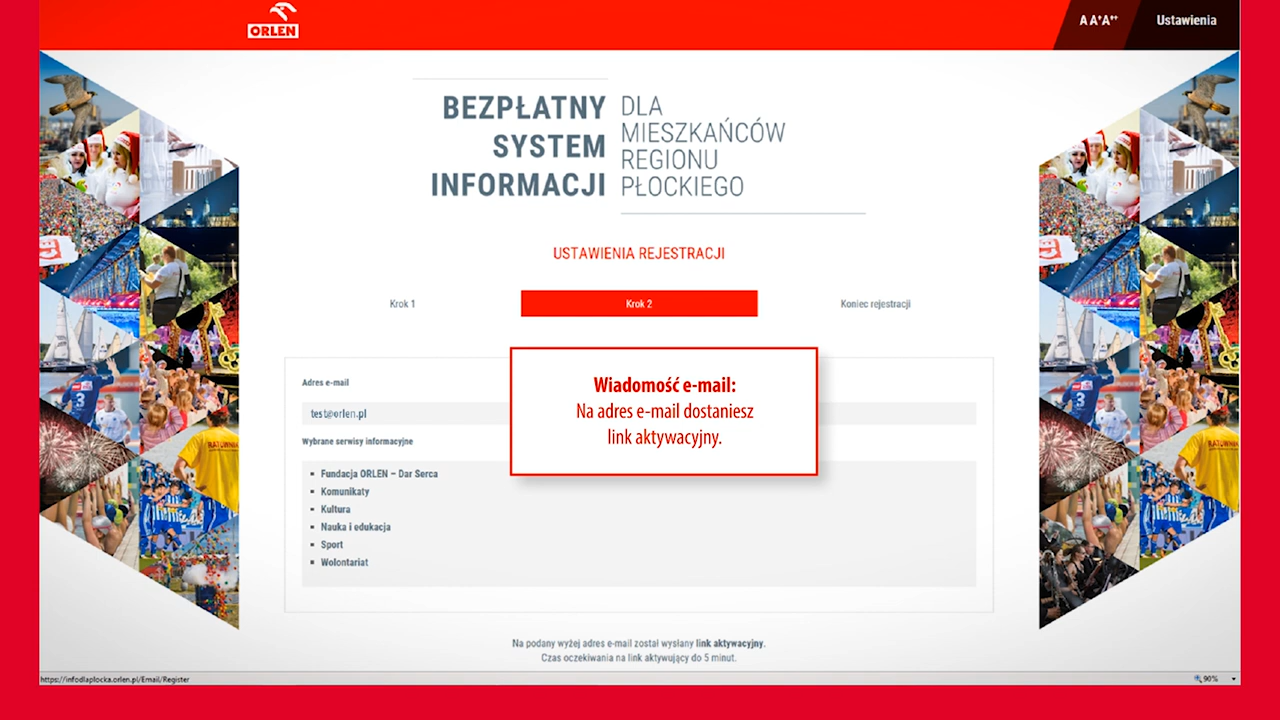 ORLEN
A A+A++
Ustawienia
BEZPŁATNY
SYSTEM
INFORMACJI
DLA
MIESZKAŃCÓW
REGIONU
PŁOCKIEGO
USTAWIENIA REJESTRACJI
Krok 1
Krok 2
Koniec rejestracji
Wiadomość e-mail:
Na adres e-mail dostaniesz
link aktywacyjny.
Adres e-mail
test@orlen.pl
Wybrane serwisy informacyjne
▪ Fundacja ORLEN – Dar Serca
▪ Komunikaty
▪ Kultura
▪ Nauka i edukacja
▪ Sport
▪ Wolontariat
Na podany wyżej adres e-mail został wysłany link aktywacyjny.
Czas oczekiwania na link aktywujący do 5 minut.
https://infodlaplocka.orlen.pl/Email/Register
90%